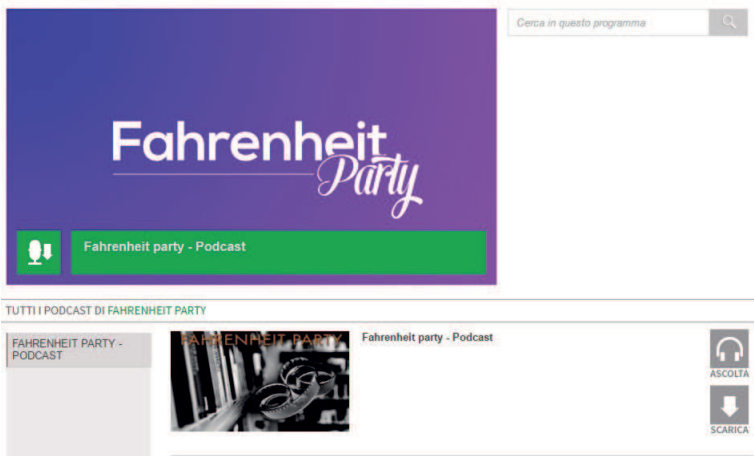 Cerca in questo programma
Fahrenheit
Party
Fahrenheit party - Podcast
TUTTI I PODCAST DI FAHRENHEIT PARTY
FAHRENHEIT PARTY -
PODCAST
FAHRENHEIT PARTY
Fahrenheit party - Podcast
ASCOLTA
SCARICA